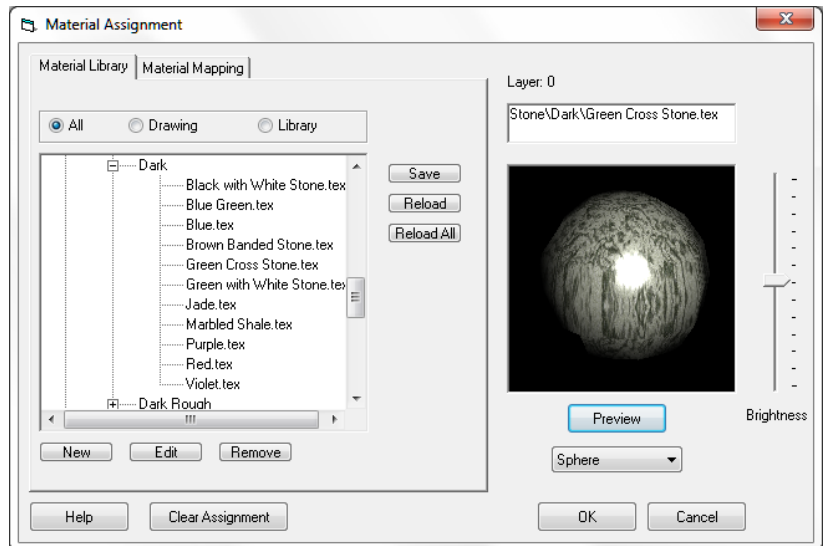 Material Assignment
Material Library
Material Mapping
All
Drawing
Library
Dark
Black with White Stone.tex
Blue Green.tex
Blue.tex
Brown Banded Stone.tex
Green Cross Stone.tex
Green with White Stone.tex
Jade.tex
Marbled Shale.tex
Purple.tex
Red.tex
Violet.tex
Dark Rough
Save
Reload
Reload All
New
Edit
Remove
Layer: 0
Stone\Dark\Green Cross Stone.tex
Brightness
Preview
Sphere
Help
Clear Assignment
OK
Cancel